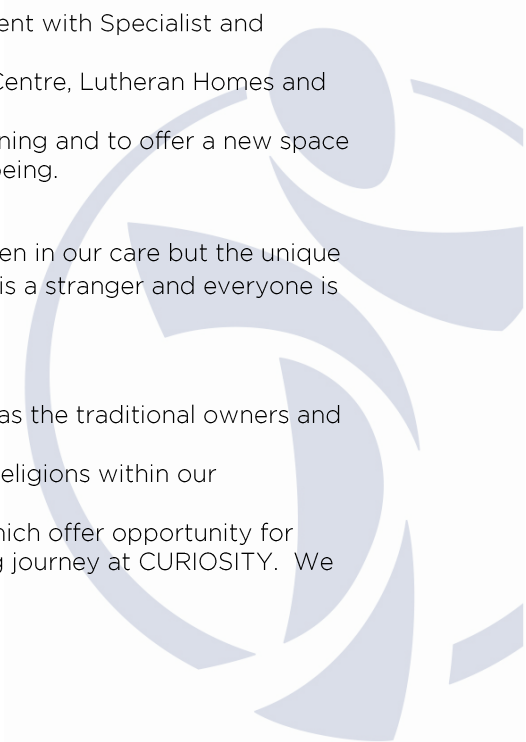 ent with Specialist and
Centre, Lutheran Homes and
ning and to offer a new space
eing.
en in our care but the unique
is a stranger and everyone is
as the traditional owners and
eligions within our
hich offer opportunity for
g journey at CURIOSITY.  We